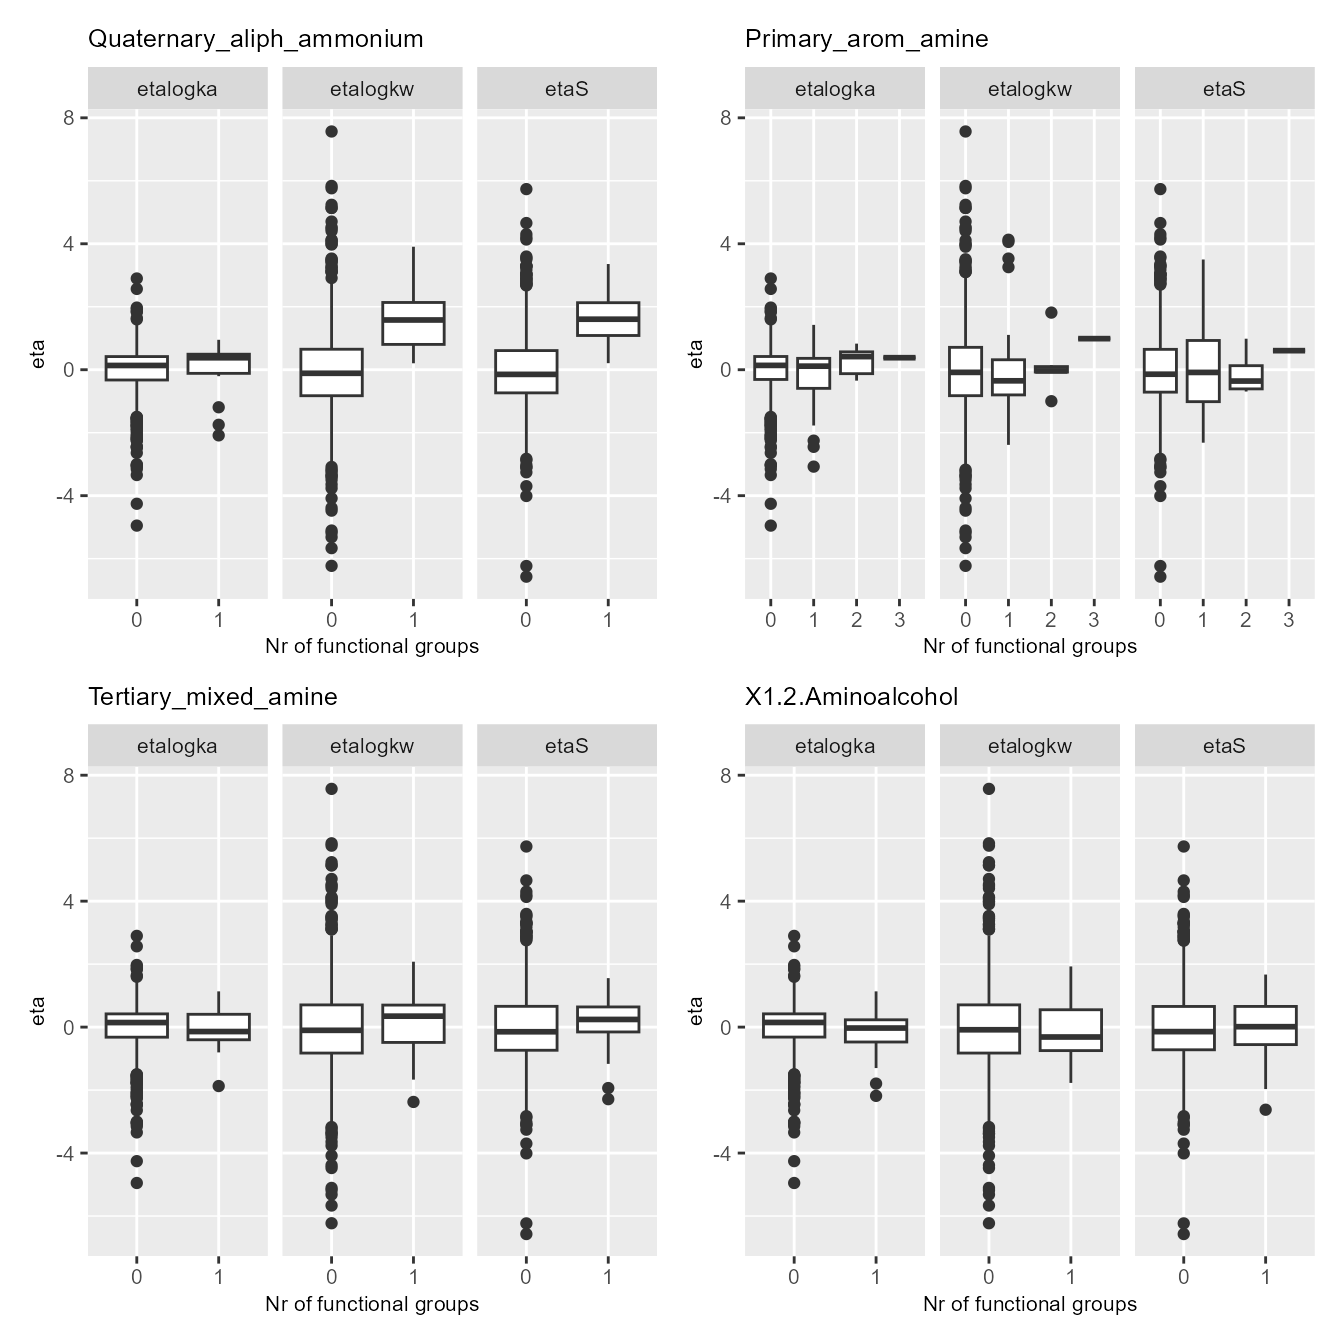 Quaternary_aliph_ammonium
etalogka etalogkw etaS
8
4
0
-4
eta
0 1 0 1 0 1
Nr of functional groups
Primary_arom_amine
etalogka etalogkw etaS
8
4
0
-4
eta
0 1 2 3 0 1 2 3 0 1 2 3
Nr of functional groups
Tertiary_mixed_amine
etalogka etalogkw etaS
8
4
0
-4
eta
0 1 0 1 0 1
Nr of functional groups
X1.2.Aminoalcohol
etalogka etalogkw etaS
8
4
0
-4
eta
0 1 0 1 0 1
Nr of functional groups